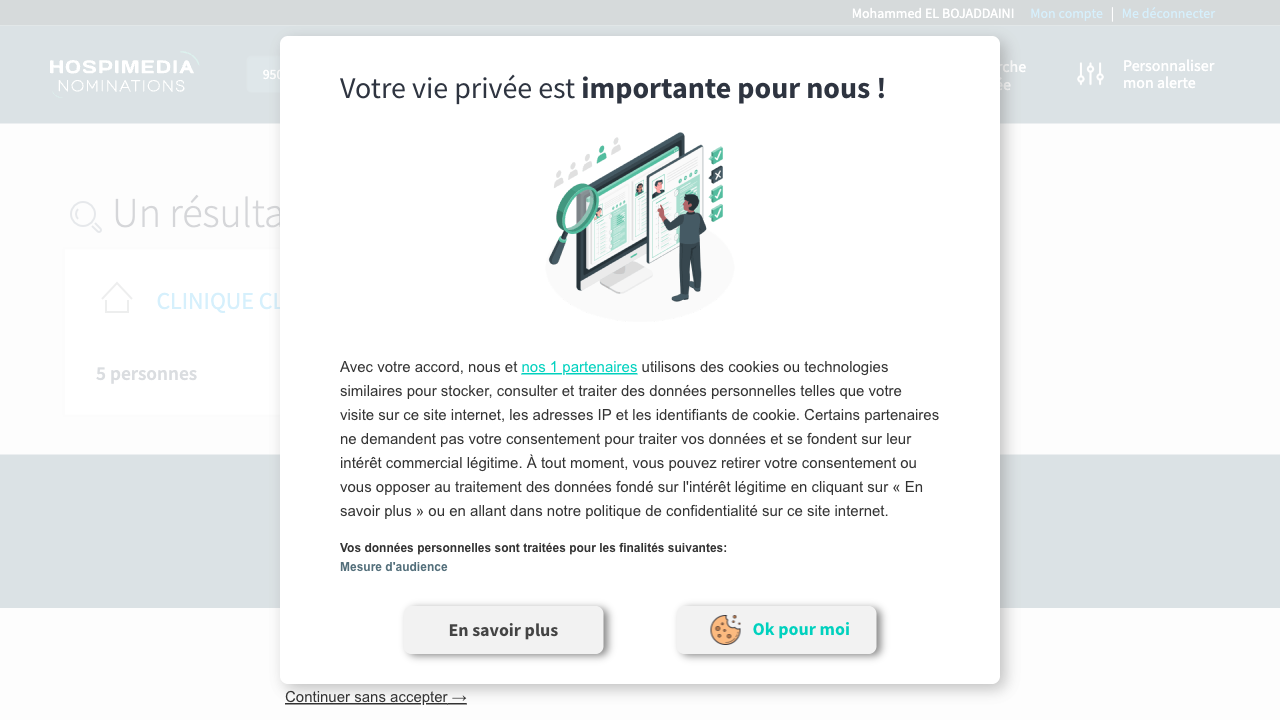 Mohammed EL BOJADDAINI Mon compte | Me déconnecter
HOSPIMEDIA
NOMINATIONS
Personnaliser
mon alerte
Votre vie privée est importante pour nous !
Un
5 personnes
CLINIQUE
Avec votre accord, nous et nos 1 partenaires utilisons des cookies ou technologies
similaires pour stocker, consulter et traiter des données personnelles telles que votre
visite sur ce site internet, les adresses IP et les identifiants de cookie. Certains partenaires
ne demandent pas votre consentement pour traiter vos données et se fondent sur leur
intérêt commercial légitime. À tout moment, vous pouvez retirer votre consentement ou
vous opposer au traitement des données fondé sur l'intérêt légitime en cliquant sur « En
savoir plus » ou en allant dans notre politique de confidentialité sur ce site internet.
Vos données personnelles sont traitées pour les finalités suivantes:
Mesure d'audience
En savoir plus
Ok pour moi
Continuer sans accepter →